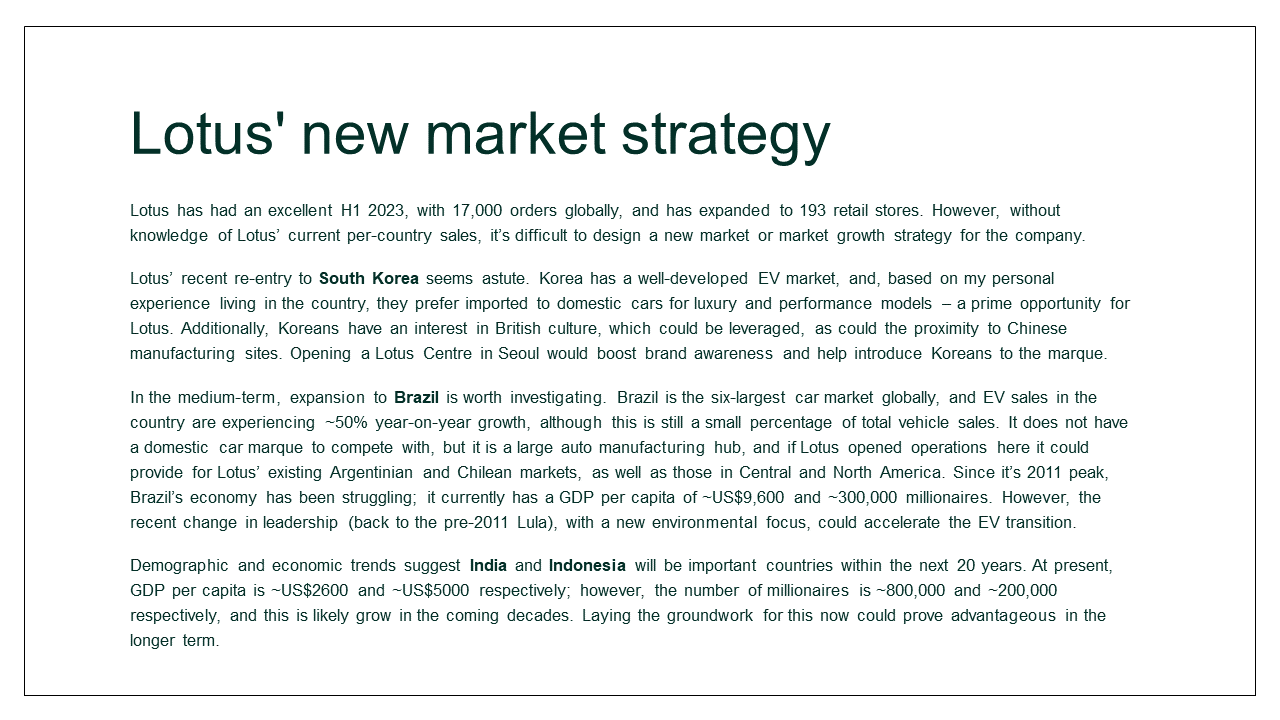 Lotus' new market strategy
Lotus has had an excellent H1 2023, with 17,000 orders globally, and has expanded to 193 retail stores. However, without
knowledge of Lotus’ current per-country sales, it’s difficult to design a new market or market growth strategy for the company.
Lotus’ recent re-entry to South Korea seems astute. Korea has a well-developed EV market, and, based on my personal
experience living in the country, they prefer imported to domestic cars for luxury and performance models – a prime opportunity for
Lotus. Additionally, Koreans have an interest in British culture, which could be leveraged, as could the proximity to Chinese
manufacturing sites. Opening a Lotus Centre in Seoul would boost brand awareness and help introduce Koreans to the marque.
In the medium-term, expansion to Brazil is worth investigating. Brazil is the six-largest car market globally, and EV sales in the
country are experiencing ~50% year-on-year growth, although this is still a small percentage of total vehicle sales. It does not have
a domestic car marque to compete with, but it is a large auto manufacturing hub, and if Lotus opened operations here it could
provide for Lotus’ existing Argentinian and Chilean markets, as well as those in Central and North America. Since it’s 2011 peak,
Brazil’s economy has been struggling; it currently has a GDP per capita of ~US$9,600 and ~300,000 millionaires. However, the
recent change in leadership (back to the pre-2011 Lula), with a new environmental focus, could accelerate the EV transition.
Demographic and economic trends suggest India and Indonesia will be important countries within the next 20 years. At present,
GDP per capita is ~US$2600 and ~US$5000 respectively; however, the number of millionaires is ~800,000 and ~200,000
respectively, and this is likely grow in the coming decades. Laying the groundwork for this now could prove advantageous in the
longer term.